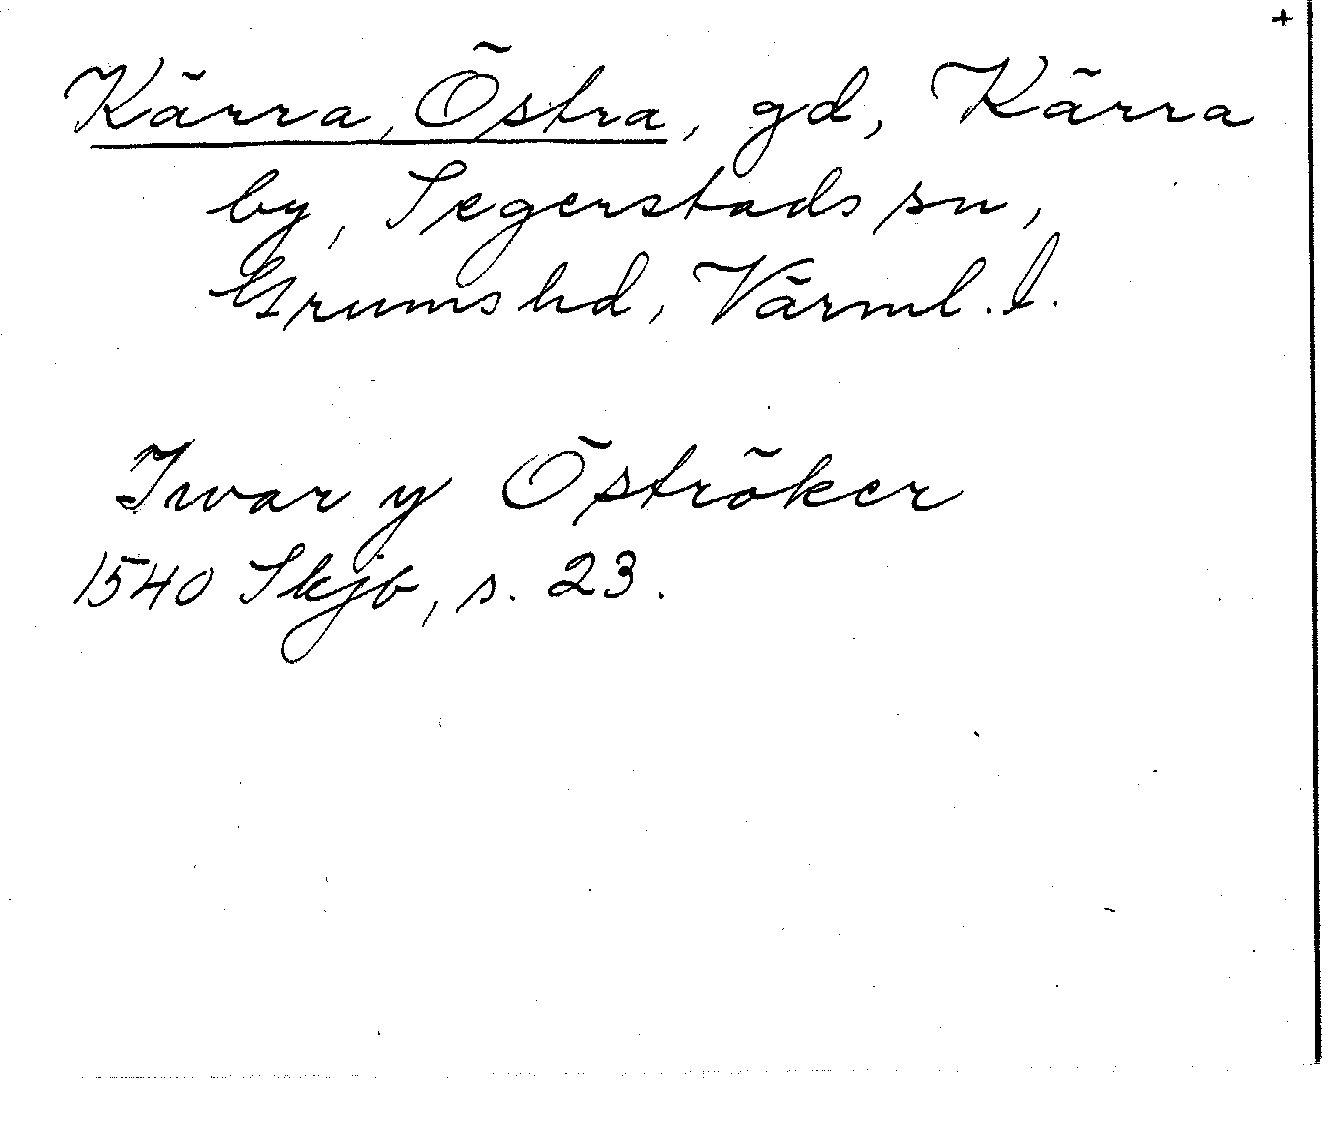 +
Kärra, Östra, gd, Kärra
by, Segerstads sn,
Grums hd, Värml. l.
Iwar y Öströker
1540 Skjb, s. 23.